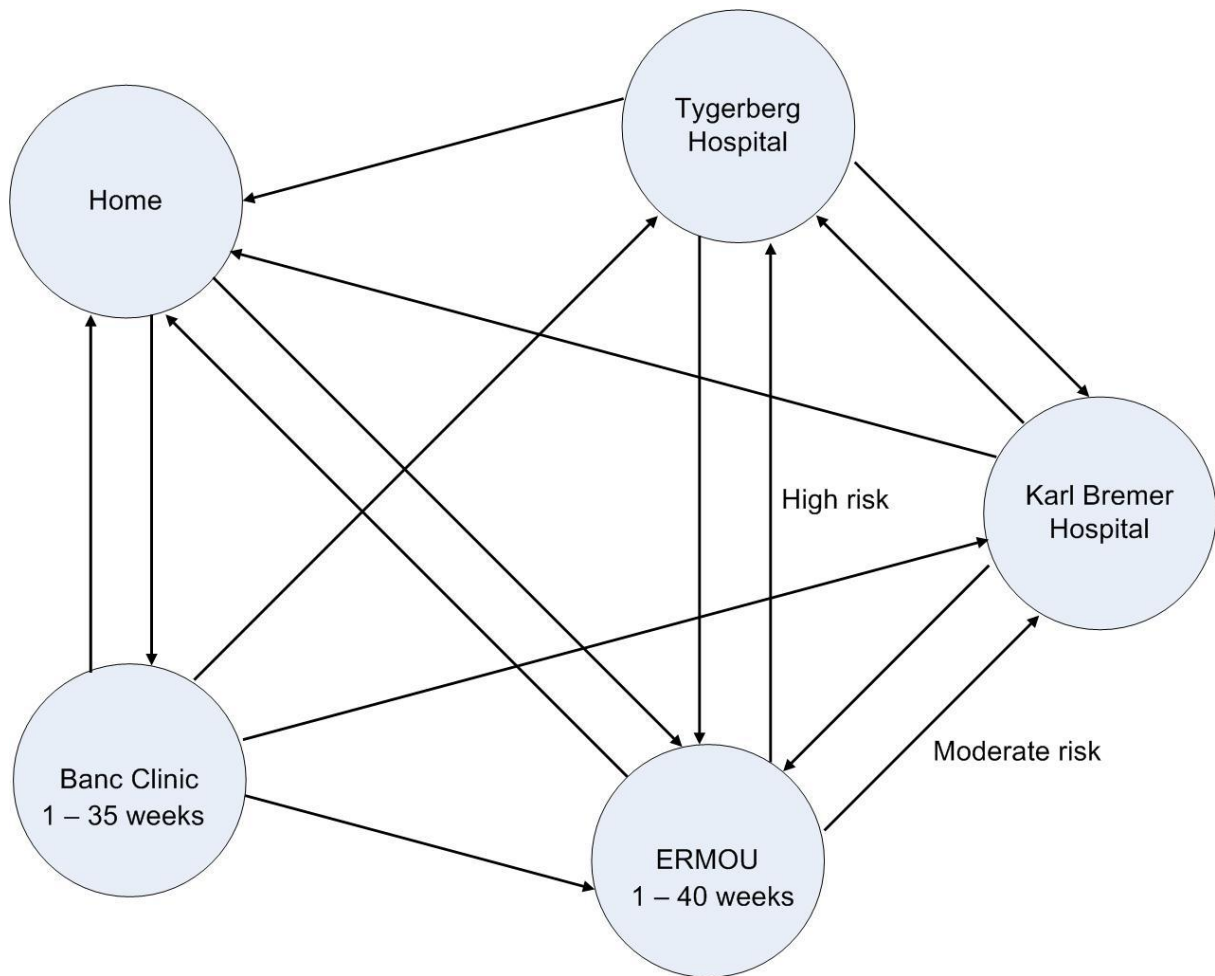 Tygerberg
Hospital
Home
Karl Bremer
Hospital
High risk
Moderate risk
Banc Clinic
1 – 35 weeks
ERMOU
1 – 40 weeks